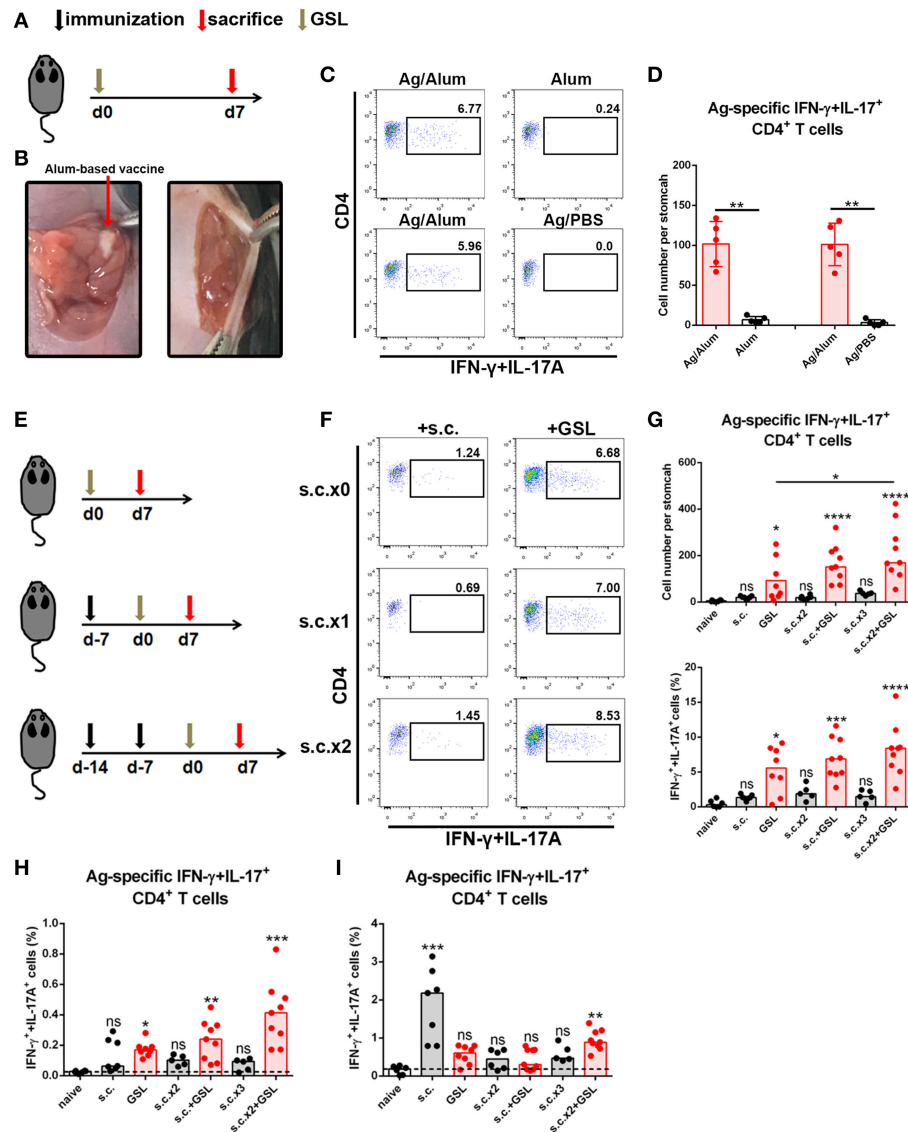 A
immunization sacrifice GSL
d0 d7
B
Alum-based vaccine
C
Ag/Alum Alum
6.77 0.24
Ag/Alum Ag/PBS
5.96 0.0
CD4
IFN-γ+IL-17A
D
Ag-specific IFN-γ+IL-17⁺
CD4⁺ T cells
Cell number per stomcah
200
150
100
50
0
** **
Ag/Alum Alum Ag/Alum Ag/PBS
E
d0 d7
d-7 d0 d7
d-14 d-7 d0 d7
F
+s.c. +GSL
s.c.x0 1.24 6.68
s.c.x1 0.69 7.00
s.c.x2 1.45 8.53
CD4
IFN-γ+IL-17A
G
Ag-specific IFN-γ+IL-17⁺
CD4⁺ T cells
Cell number per stomcah
600
400
200
0
*
ns * ns **** ns ****
naive s.c. GSL s.c.x2 s.c.+GSL s.c.x3 s.c.x2+GSL
IFN-γ⁺+IL-17A⁺ cells (%)
20
15
10
5
0
ns * ns *** ns ****
naive s.c. GSL s.c.x2 s.c.+GSL s.c.x3 s.c.x2+GSL
H
Ag-specific IFN-γ+IL-17⁺
CD4⁺ T cells
IFN-γ⁺+IL-17A⁺ cells (%)
1.0
0.8
0.6
0.4
0.2
0.0
ns * ns ** ns ***
naive s.c. GSL s.c.x2 s.c.+GSL s.c.x3 s.c.x2+GSL
I
Ag-specific IFN-γ+IL-17⁺
CD4⁺ T cells
IFN-γ⁺+IL-17A⁺ cells (%)
4
3
2
1
0
*** ns ns ns ns **
naive s.c. GSL s.c.x2 s.c.+GSL s.c.x3 s.c.x2+GSL